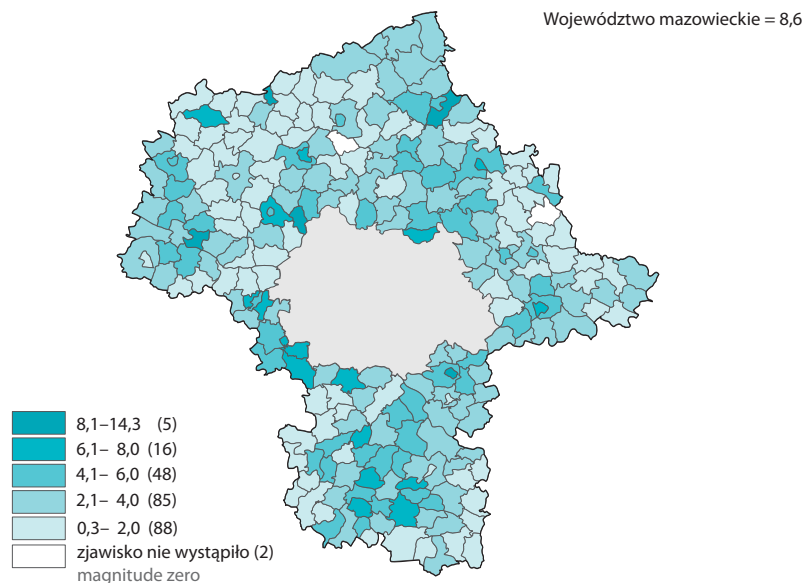 Województwo mazowieckie = 8,6
8,1–14,3 (5)
6,1– 8,0 (16)
4,1– 6,0 (48)
2,1– 4,0 (85)
0,3– 2,0 (88)
zjawisko nie wystąpiło (2)
magnitude zero